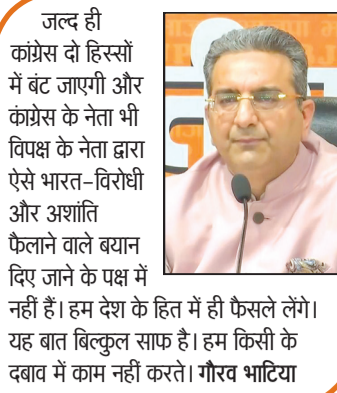 जल्द ही
कांग्रेस दो हिस्सों
में बंट जाएगी और
कंाग्रेस के नेता भी
विपक्ष के नेता द्वारा
ऐसे भारत-विरोधी
और अशांति
फैलाने वाले बयान
दिए जाने के पक्ष में
नहीं हैं। हम देश के हित में ही फैसले लेंगे।
यह बात बिल्कुल साफ है। हम किसी के
दबाव में काम नहीं करते। गौरव भाटिया